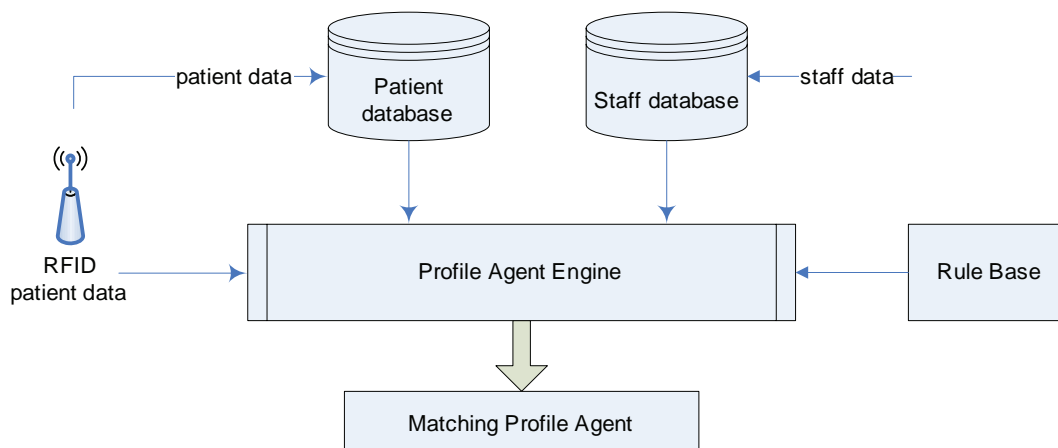 patient data
Patient
database
Staff database
staff data
RFID
patient data
Profile Agent Engine
Rule Base
Matching Profile Agent